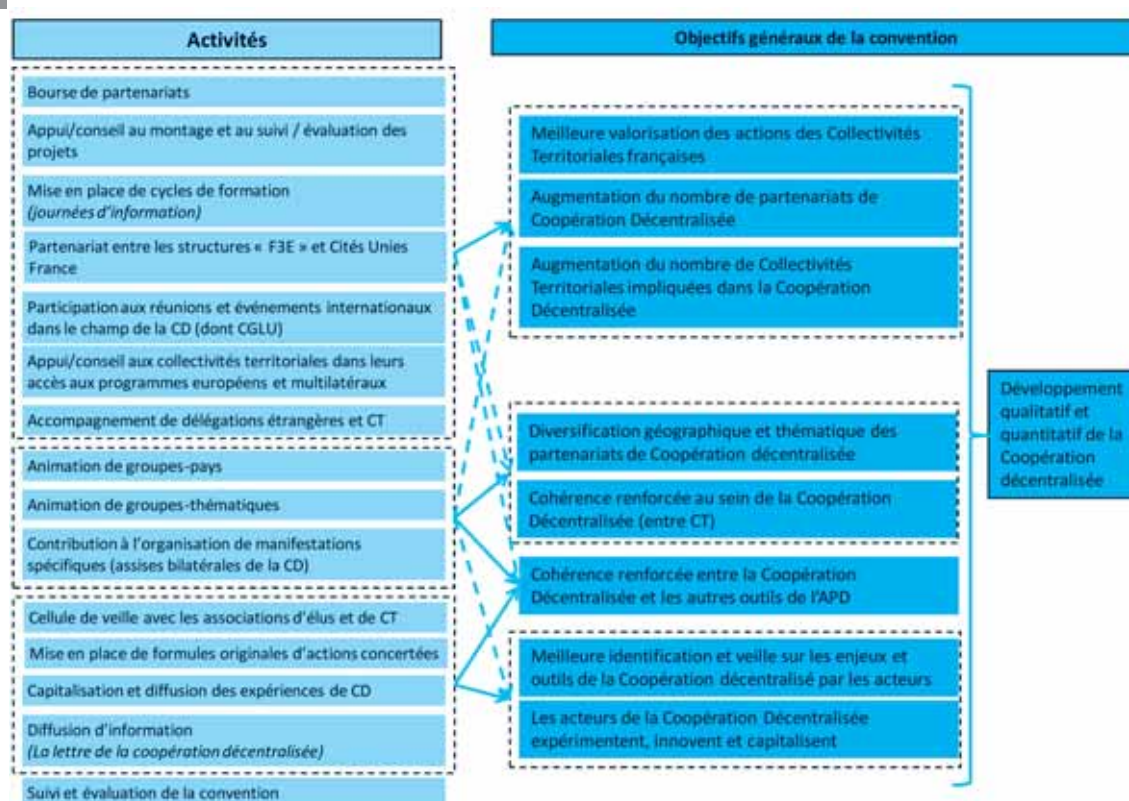 Activités
Bourse de partenariats
Appui/conseil au montage et au suivi / évaluation des
projets
Mise en place de cycles de formation
(journées d'information)
Partenariat entre les structures « F3E » et Cités Unies
France
Participation aux réunions et événements internationaux
dans le champ de la CD (dont CGLU)
Appui/conseil aux collectivités territoriales dans leurs
accès aux programmes européens et multilatéraux
Accompagnement de délégations étrangères et CT
Animation de groupes-pays
Animation de groupes-thématiques
Contribution à l'organisation de manifestations
spécifiques (assises bilatérales de la CD)
Cellule de veille avec les associations d'élus et de CT
Mise en place de formules originales d'actions concertées
Capitalisation et diffusion des expériences de CD
Diffusion d'information
(La lettre de la coopération décentralisée)
Suivi et évaluation de la convention
Objectifs généraux de la convention
Meilleure valorisation des actions des Collectivités
Territoriales françaises
Augmentation du nombre de partenariats de
Coopération Décentralisée
Augmentation du nombre de Collectivités
Territoriales impliquées dans la Coopération
Décentralisée
Diversification géographique et thématique des
partenariats de Coopération décentralisée
Cohérence renforcée au sein de la Coopération
Décentralisée (entre CT)
Cohérence renforcée entre la Coopération
Décentralisée et les autres outils de l'APD
Meilleure identification et veille sur les enjeux et
outils de la Coopération décentralisé par les acteurs
Les acteurs de la Coopération Décentralisée
expérimentent, innovent et capitalisent
Développement
qualitatif et
quantitatif de la
Coopération
décentralisée